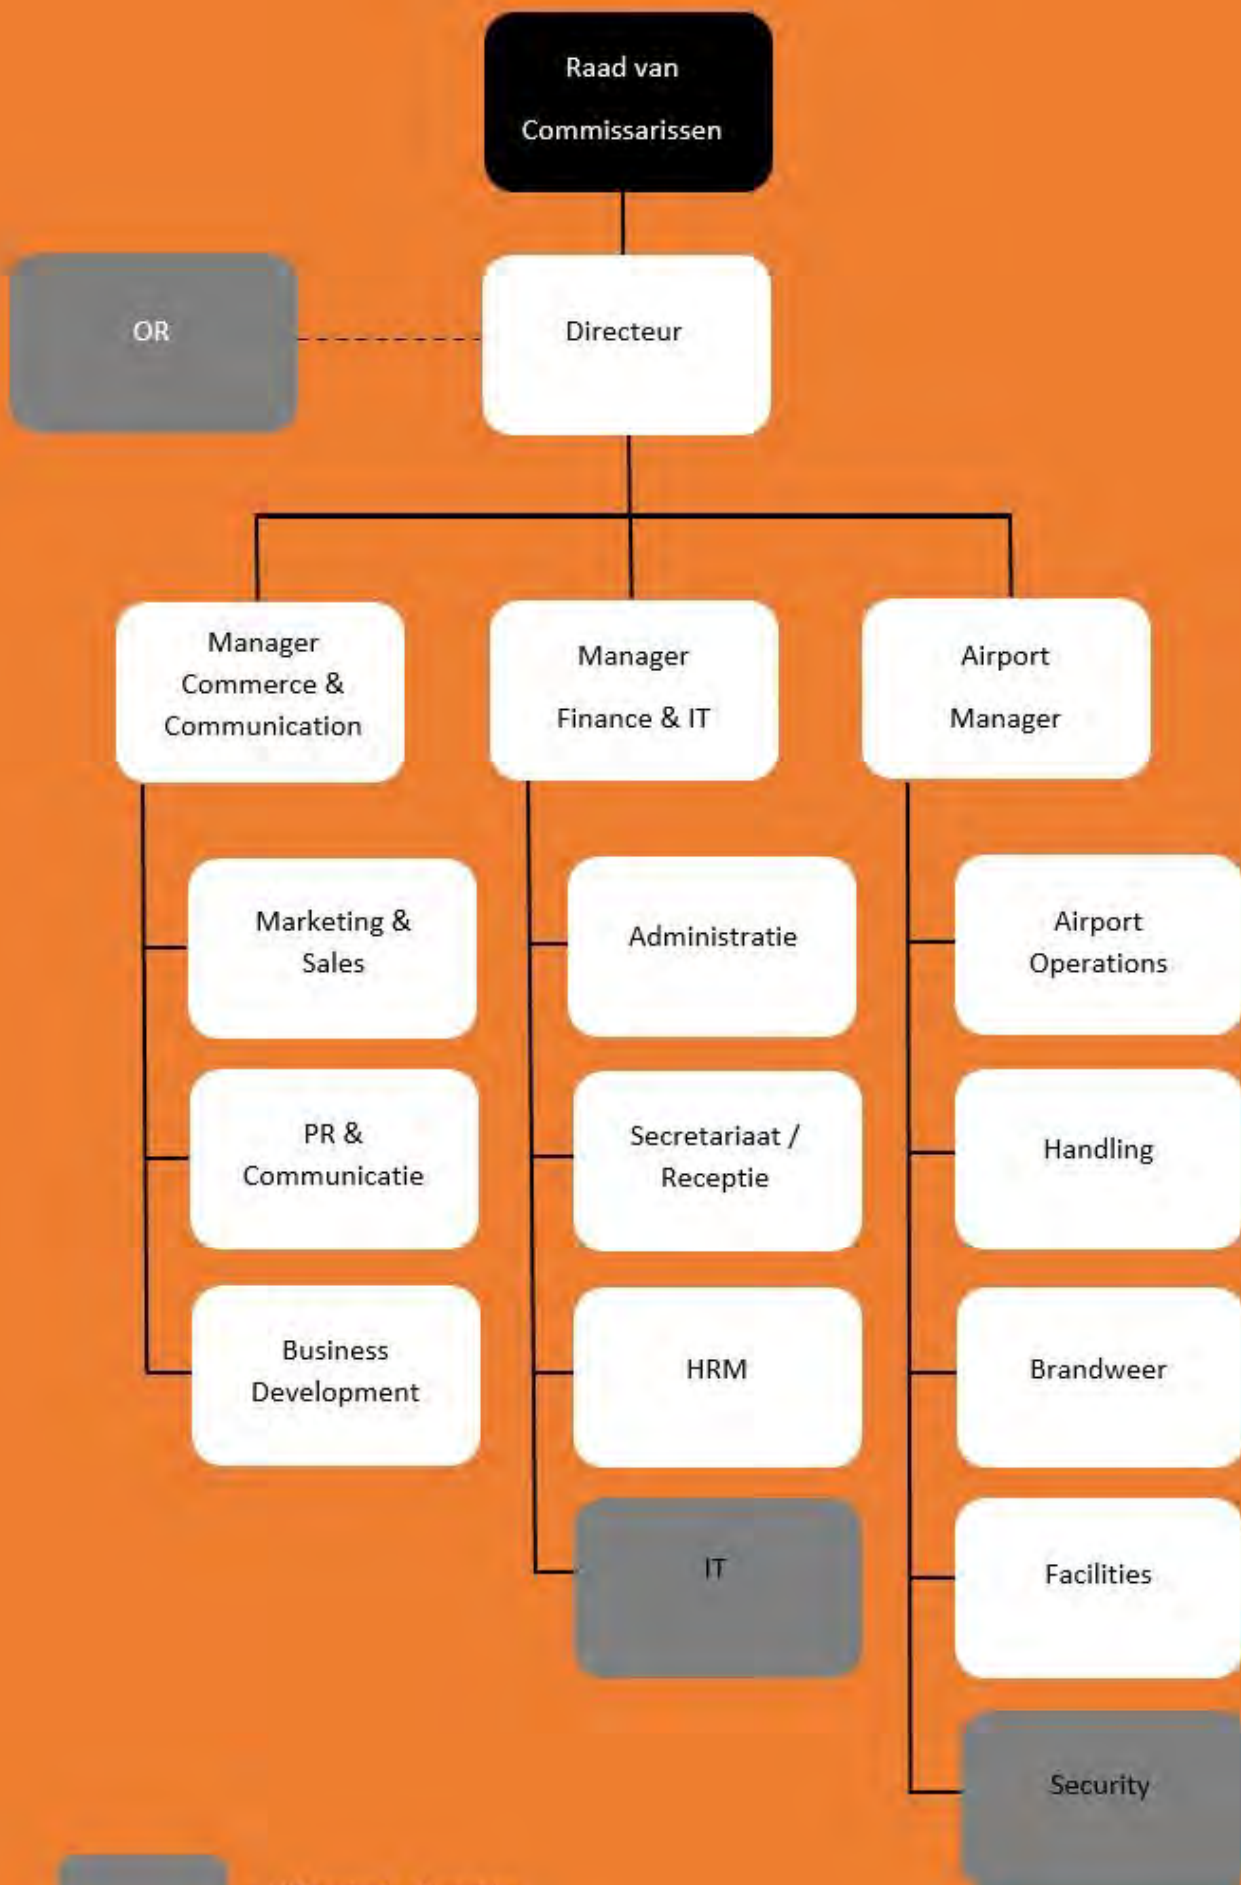 Raad van
Commissarissen
OR
Directeur
Manager
Commerce &
Communication
Manager
Finance & IT
Airport
Manager
Marketing &
Sales
Administratie
Airport
Operations
PR &
Communicatie
Secretariaat /
Receptie
Handling
Business
Development
HRM
Brandweer
IT
Facilities
Security